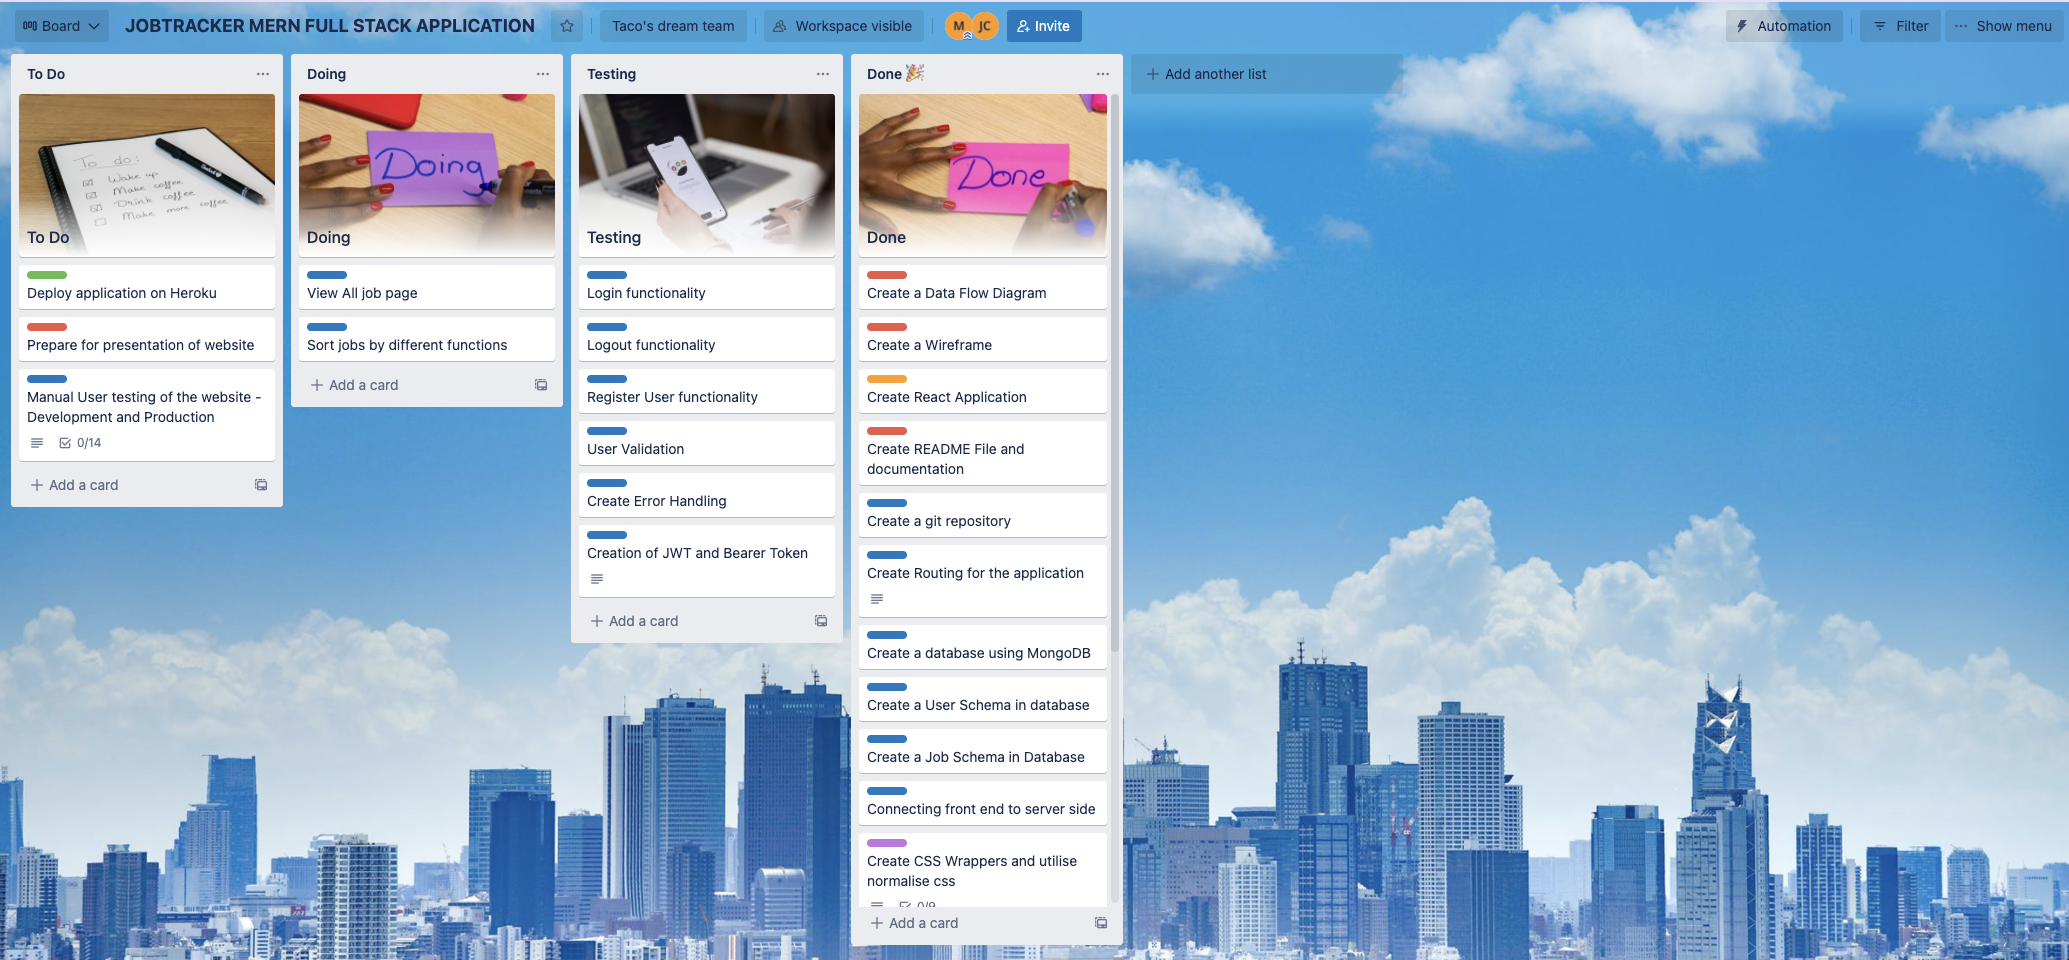 Board
JOBTRACKER MERN FULL STACK APPLICATION
Taco's dream team
Workspace visible
M
JC
Invite
Automation
Filter
Show menu
To Do
To do:
Wake up
Make coffee
Drink coffee
Make more coffee
To Do
Deploy application on Heroku
Prepare for presentation of website
Manual User testing of the website -
Development and Production
0/14
Add a card
Doing
Doing
Doing
View All job page
Sort jobs by different functions
Add a card
Testing
Testing
Login functionality
Logout functionality
Register User functionality
User Validation
Create Error Handling
Creation of JWT and Bearer Token
Add a card
Done
Done
Done
Create a Data Flow Diagram
Create a Wireframe
Create React Application
Create README File and
documentation
Create a git repository
Create Routing for the application
Create a database using MongoDB
Create a User Schema in database
Create a Job Schema in Database
Connecting front end to server side
Create CSS Wrappers and utilise
normalise css
0/9
Add a card
Add another list